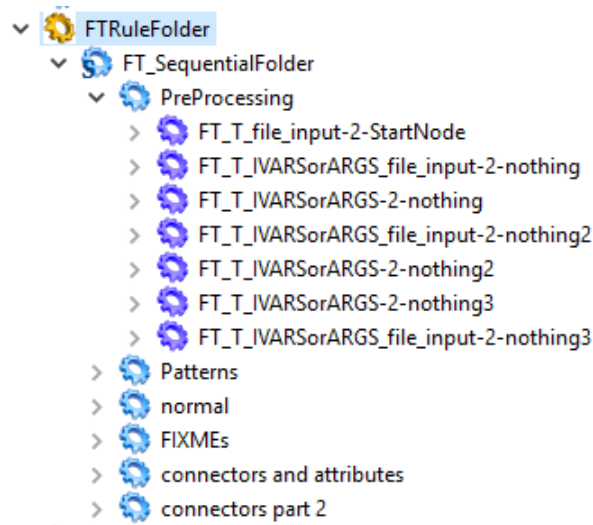 FTRuleFolder
FT_SequentialFolder
PreProcessing
FT_T_file_input-2-StartNode
FT_T_IVARSorARGS_file_input-2-nothing
FT_T_IVARSorARGS-2-nothing
FT_T_IVARSorARGS_file_input-2-nothing2
FT_T_IVARSorARGS-2-nothing2
FT_T_IVARSorARGS-2-nothing3
FT_T_IVARSorARGS_file_input-2-nothing3
Patterns
normal
FIXMEs
connectors and attributes
connectors part 2